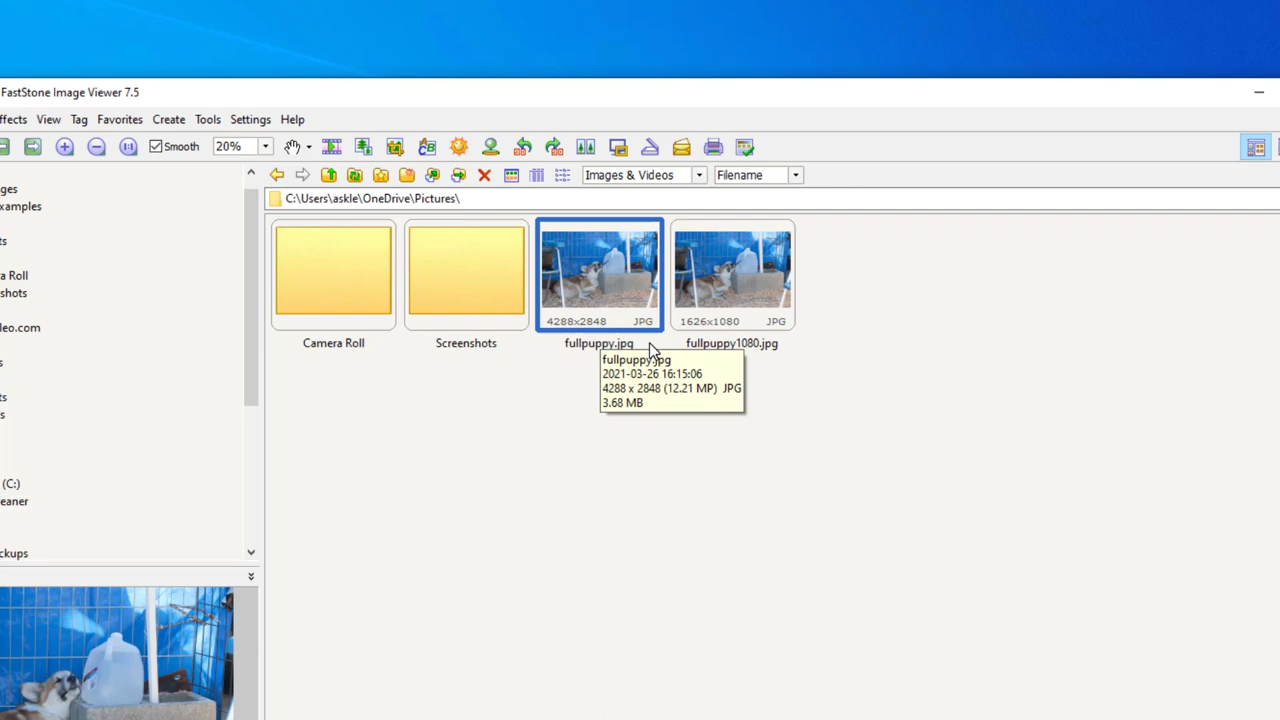 FastStone Image Viewer 7.5
ffects View Tag Favorites Create Tools Settings Help
Smooth 20%
Images & Videos Filename
C:\Users\askle\OneDrive\Pictures\
ges
xamples
ts
a Roll
shots
leo.com
s
ts
s
(C:)
eaner
ckups
4288x2848 JPG
1626x1080 JPG
Camera Roll
Screenshots
fullpuppy.jpg
fullpuppy1080.jpg
fullpuppy.jpg
2021-03-26 16:15:06
4288 x 2848 (12.21 MP) JPG
3.68 MB